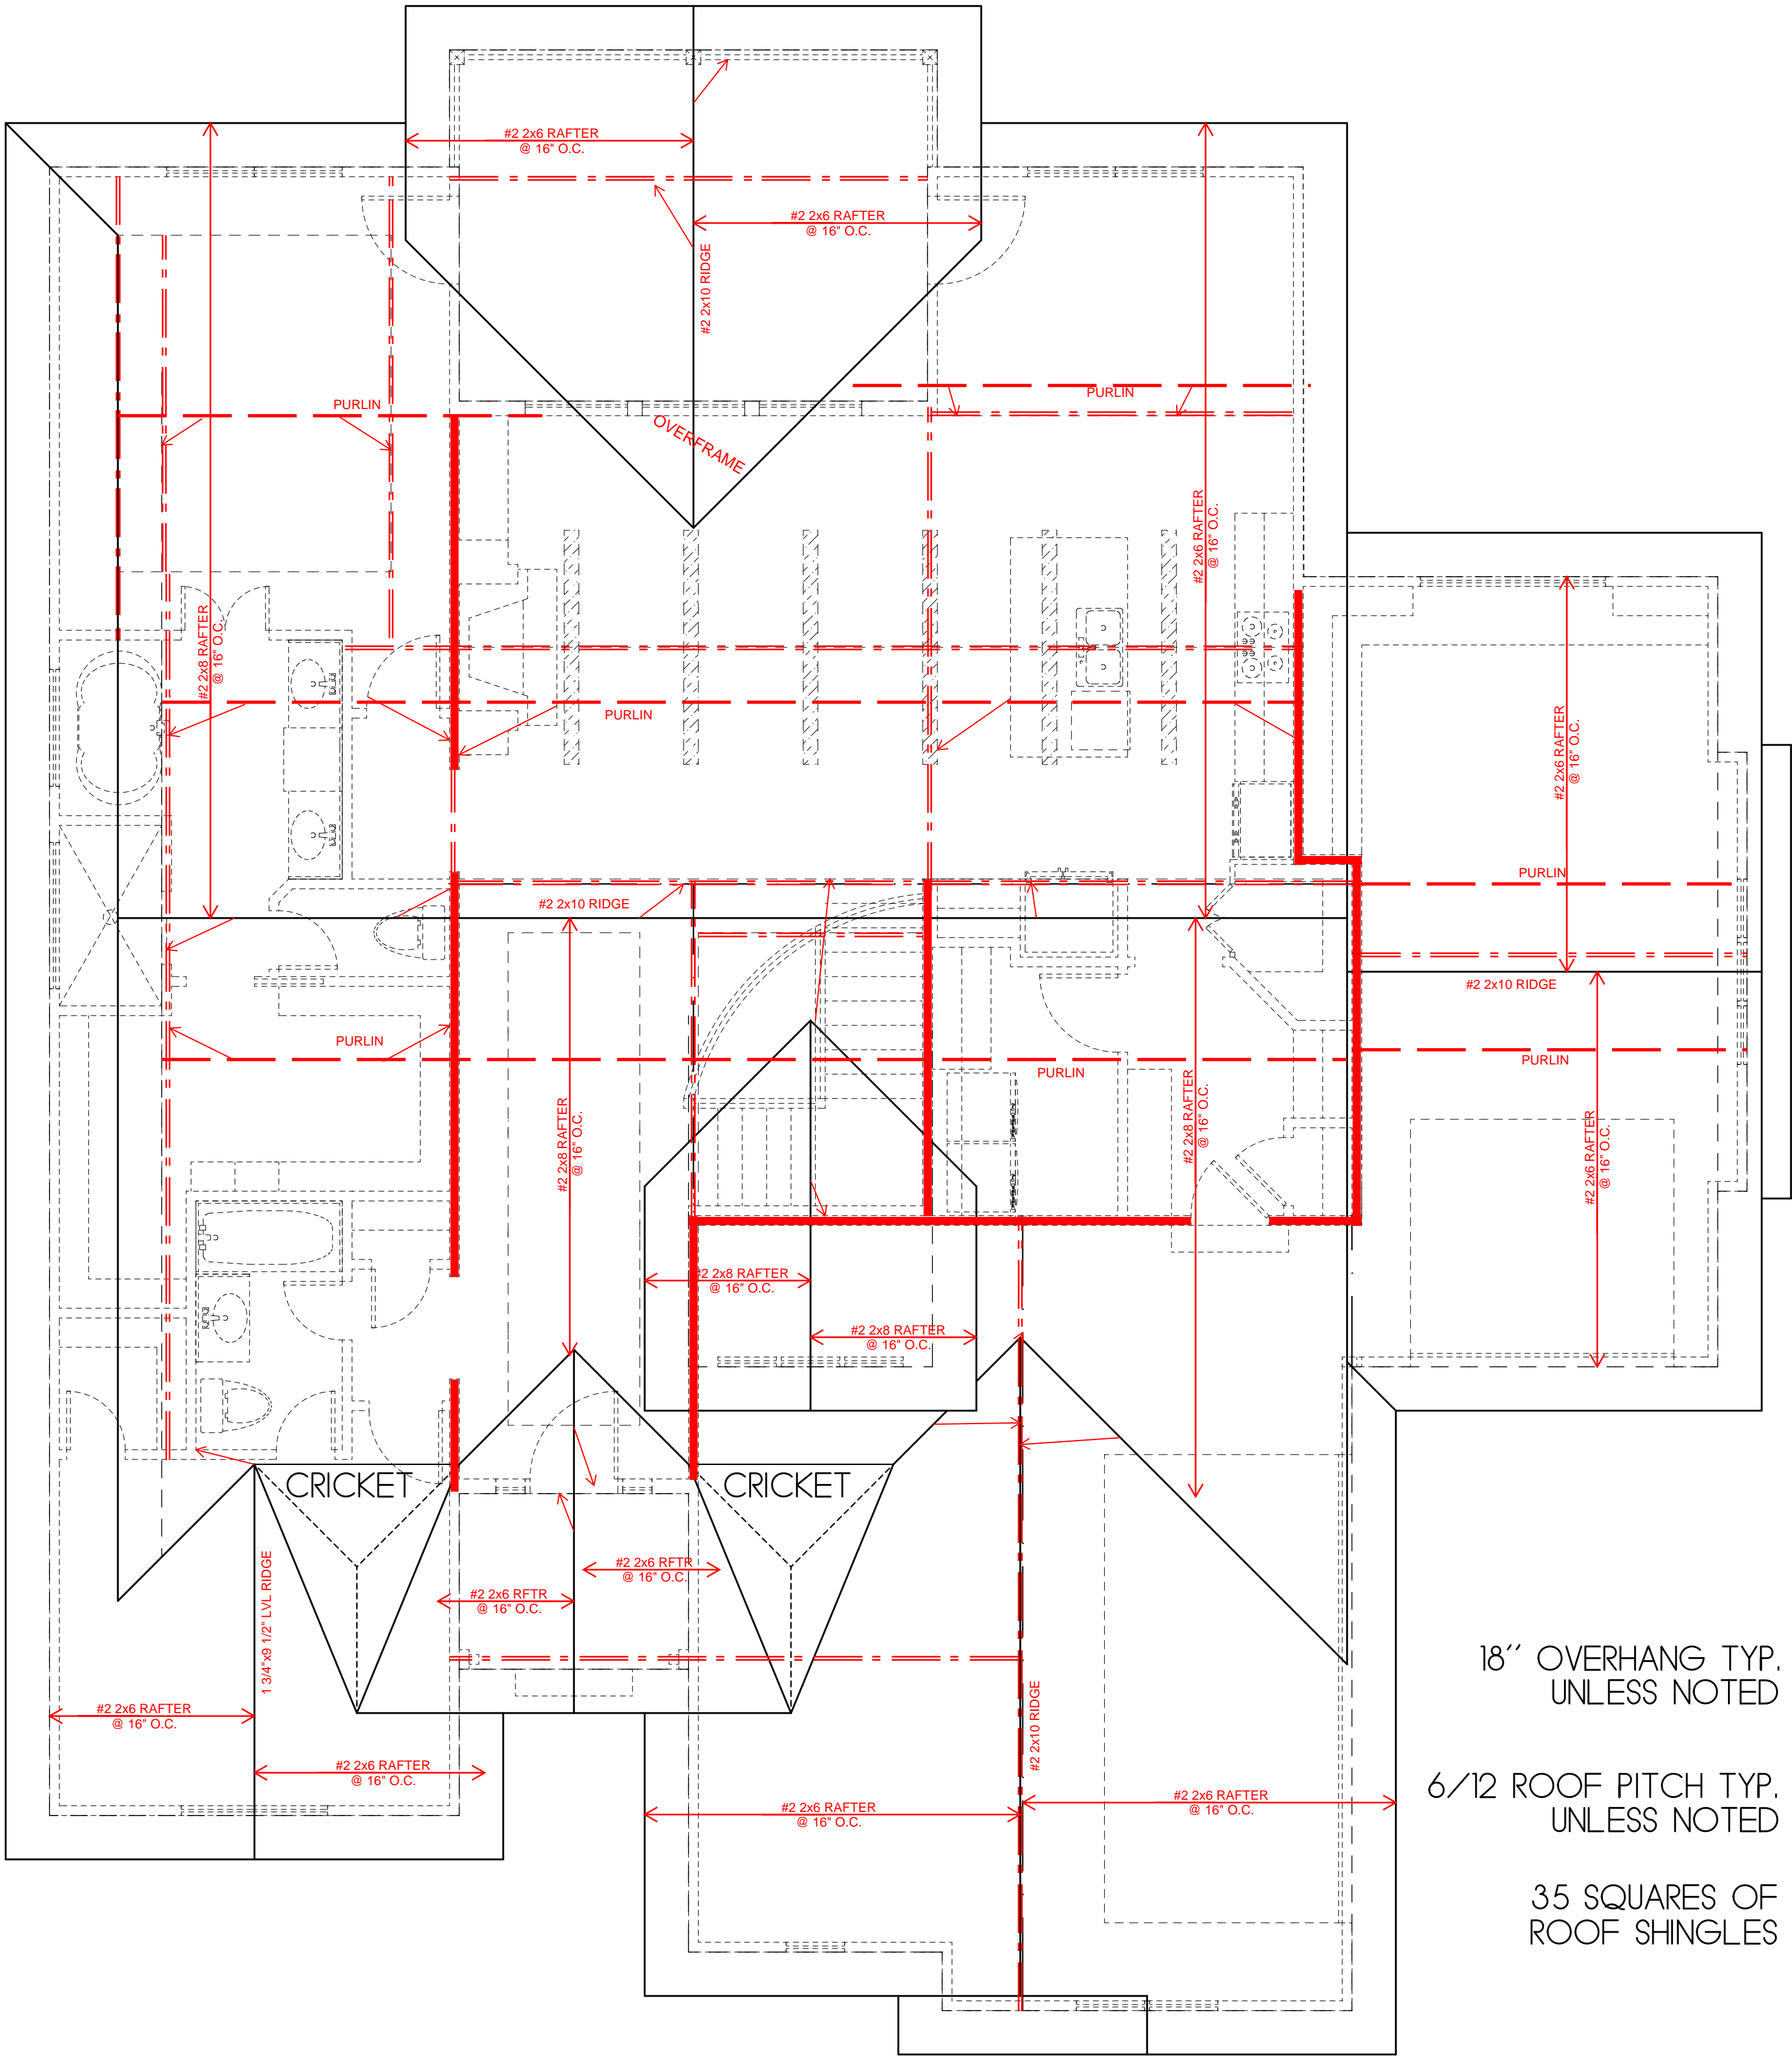 #2 2x6 RAFTER
@ 16" O.C.
#2 2x6 RAFTER
@ 16" O.C.
#2 2x10 RIDGE
PURLIN
PURLIN
OVERFRAME
#2 2x6 RAFTER
@ 16" O.C.
#2 2x8 RAFTER
@ 16" O.C.
PURLIN
#2 2x6 RAFTER
@ 16" O.C.
PURLIN
#2 2x10 RIDGE
#2 2x10 RIDGE
PURLIN
PURLIN
PURLIN
#2 2x8 RAFTER
@ 16" O.C.
#2 2x8 RAFTER
@ 16" O.C.
#2 2x6 RAFTER
@ 16" O.C.
#2 2x8 RAFTER
@ 16" O.C.
#2 2x8 RAFTER
@ 16" O.C.
CRICKET
CRICKET
#2 2x6 RFTR
@ 16" O.C.
#2 2x6 RFTR
@ 16" O.C.
1 3/4"x9 1/2" LVL RIDGE
#2 2x10 RIDGE
#2 2x6 RAFTER
@ 16" O.C.
#2 2x6 RAFTER
@ 16" O.C.
#2 2x6 RAFTER
@ 16" O.C.
#2 2x6 RAFTER
@ 16" O.C.
18'' OVERHANG TYP.
UNLESS NOTED
6/12 ROOF PITCH TYP.
UNLESS NOTED
35 SQUARES OF
ROOF SHINGLES